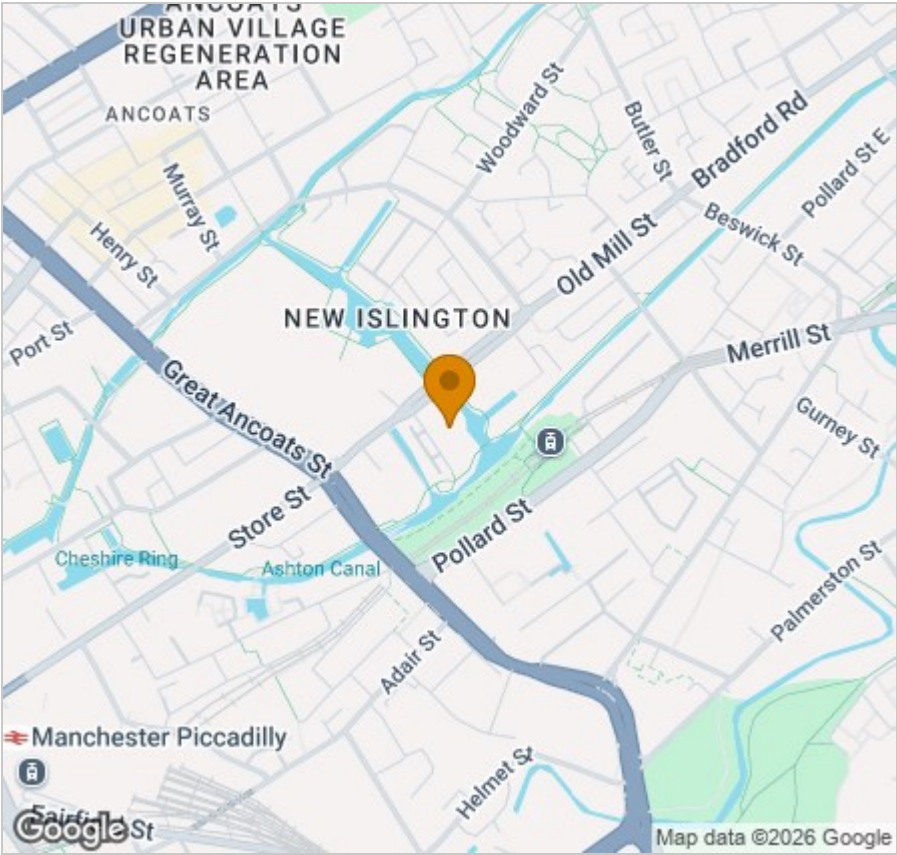 ANCOATS
URBAN VILLAGE
REGENERATION
AREA
ANCOATS
Woodward St
Butler St
Bradford Rd
Pollard St E
Murray St
Henry St
Beswick St
Old Mill St
NEW ISLINGTON
Port St
Merrill St
Great Ancoats St
Gurney St
Store St
Pollard St
Cheshire Ring
Ashton Canal
Palmerston St
Adair St
Manchester Piccadilly
Helmet St
Fairfield St
Google
Map data ©2026 Google